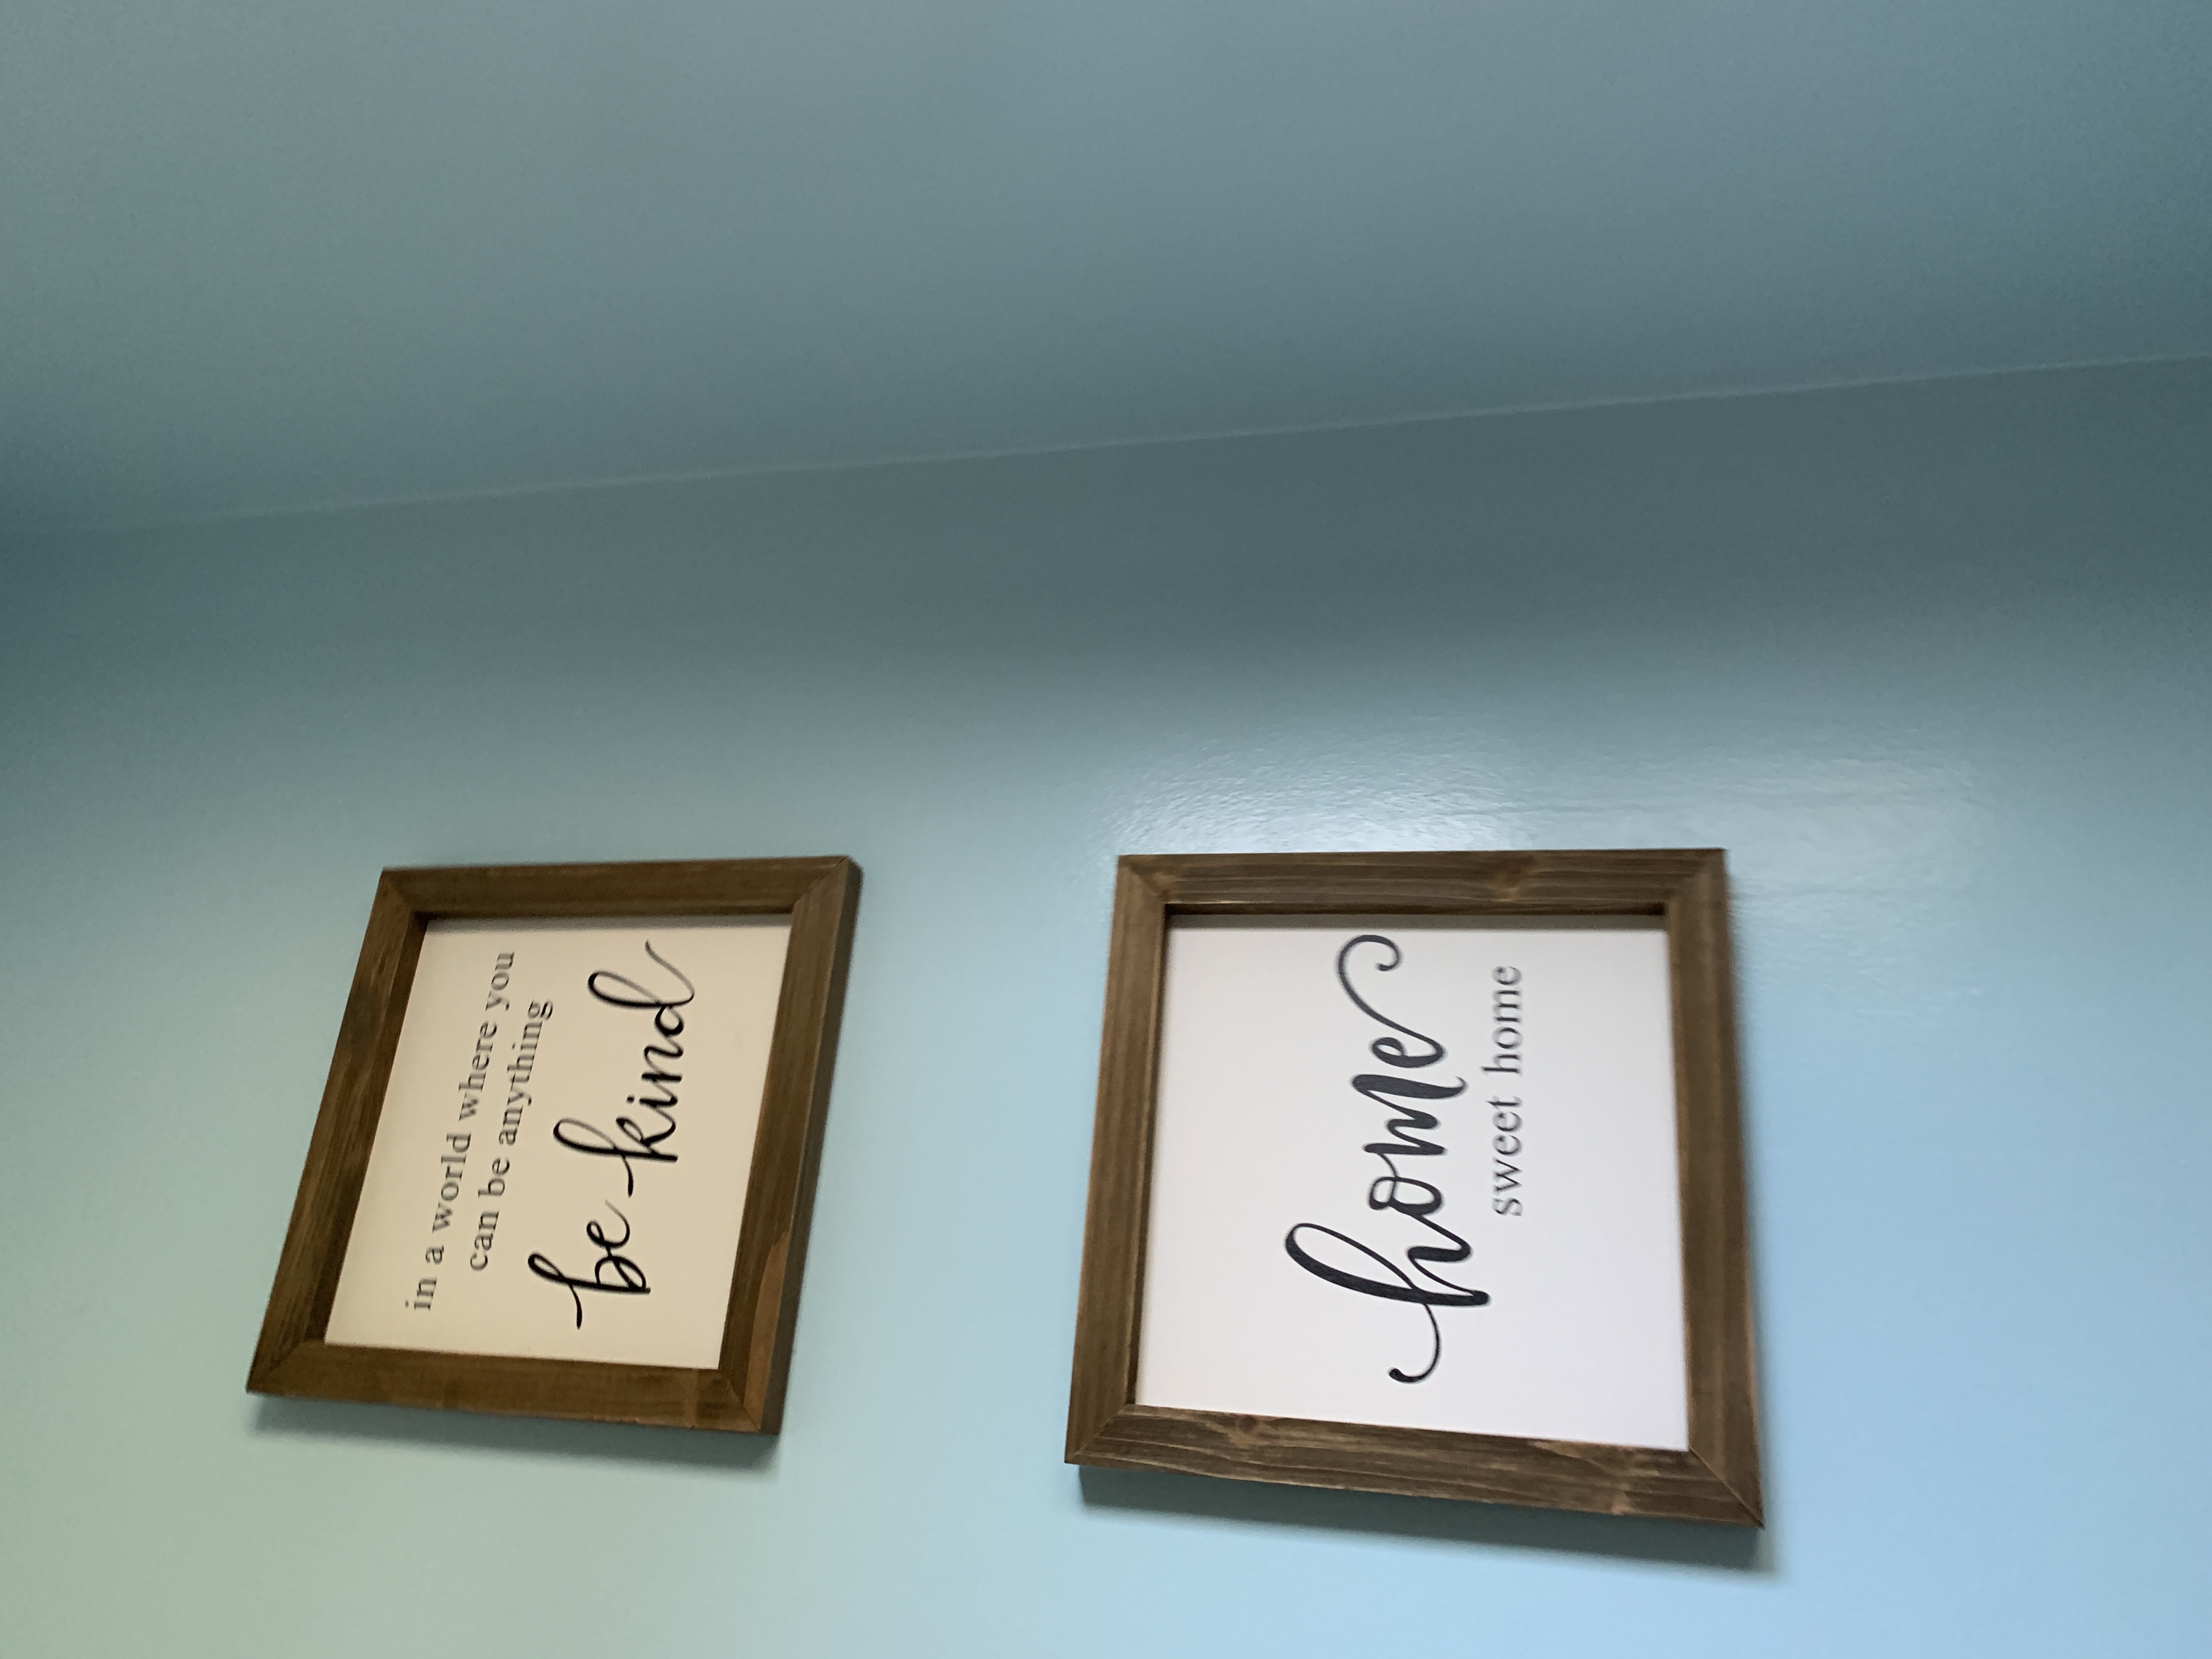 in a world where you
can be anything
be kind
home
sweet home